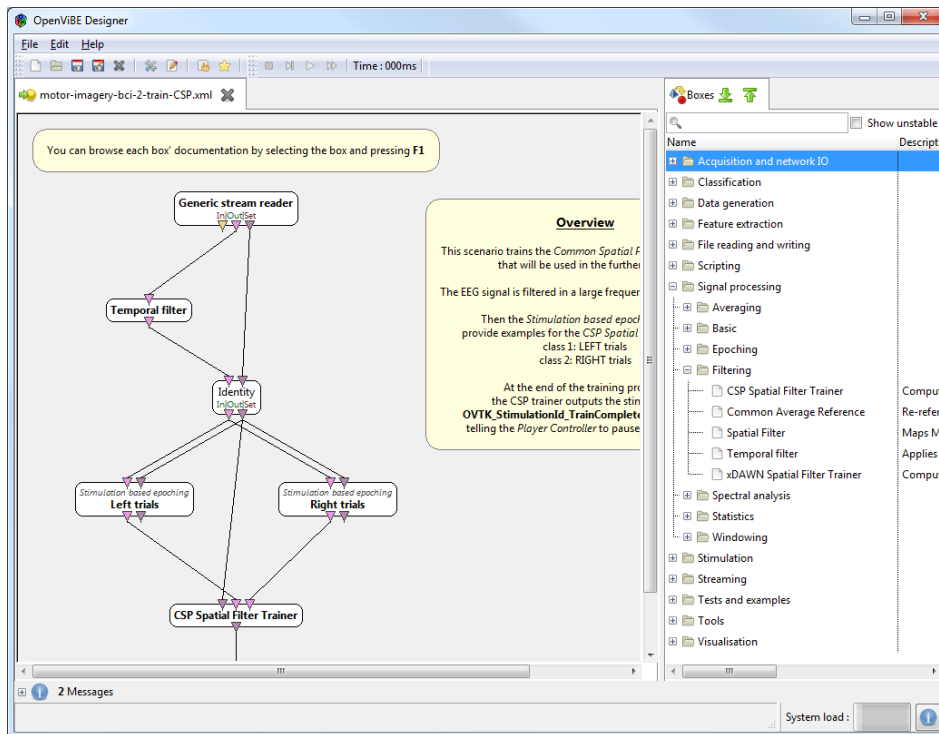 OpenViBE Designer
File Edit Help
Time : 000ms
motor-imagery-bci-2-train-CSP.xml
You can browse each box' documentation by selecting the box and pressing F1
Generic stream reader
In|Out|Set
Temporal filter
Identity
In|Out|Set
Stimulation based epoching
Left trials
Stimulation based epoching
Right trials
CSP Spatial Filter Trainer
Overview
This scenario trains the Common Spatial F
that will be used in the further
The EEG signal is filtered in a large frequen
Then the Stimulation based epoch
provide examples for the CSP Spatial
class 1: LEFT trials
class 2: RIGHT trials
At the end of the training pro
the CSP trainer outputs the stin
OVTK_StimulationId_TrainComplete
telling the Player Controller to pause
Boxes
Show unstable
Name Descript
Acquisition and network IO
Classification
Data generation
Feature extraction
File reading and writing
Scripting
Signal processing
Averaging
Basic
Epoching
Filtering
CSP Spatial Filter Trainer Comput
Common Average Reference Re-refer
Spatial Filter Maps M
Temporal filter Applies
xDAWN Spatial Filter Trainer Comput
Spectral analysis
Statistics
Windowing
Stimulation
Streaming
Tests and examples
Tools
Visualisation
2 Messages
System load :